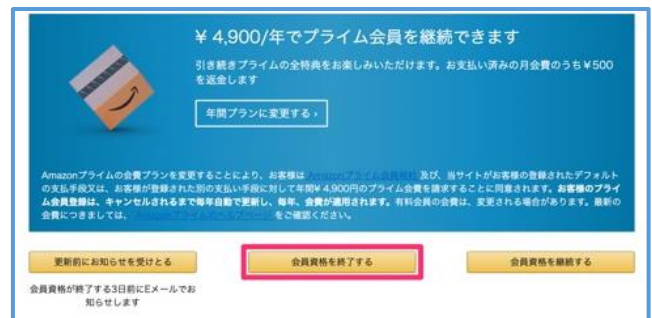 ¥ 4,900/年でプライム会員を継続できます
引き続きプライムの全特典をお楽しみいただけます。お支払い済みの月会費のうち¥500
を返金します
年間プランに変更する ›
Amazonプライムの会費プランを変更することにより、お客様は Amazonプライム会員規約 及び、当サイトがお客様の登録されたデフォルト
の支払手段又は、お客様が登録された別の支払い手段に対して年間¥ 4,900円のプライム会費を請求することに同意されます。お客様のプライ
ム会員登録は、キャンセルされるまで毎年自動で更新し、毎年、会費が適用されます。有料会員の会費は、変更される場合があります。最新の
会費につきましては、 Amazonプライムのヘルプページ をご確認ください。
更新前にお知らせを受けとる
会員資格を終了する
会員資格を継続する
会員資格が終了する3日前にEメールでお
知らせします